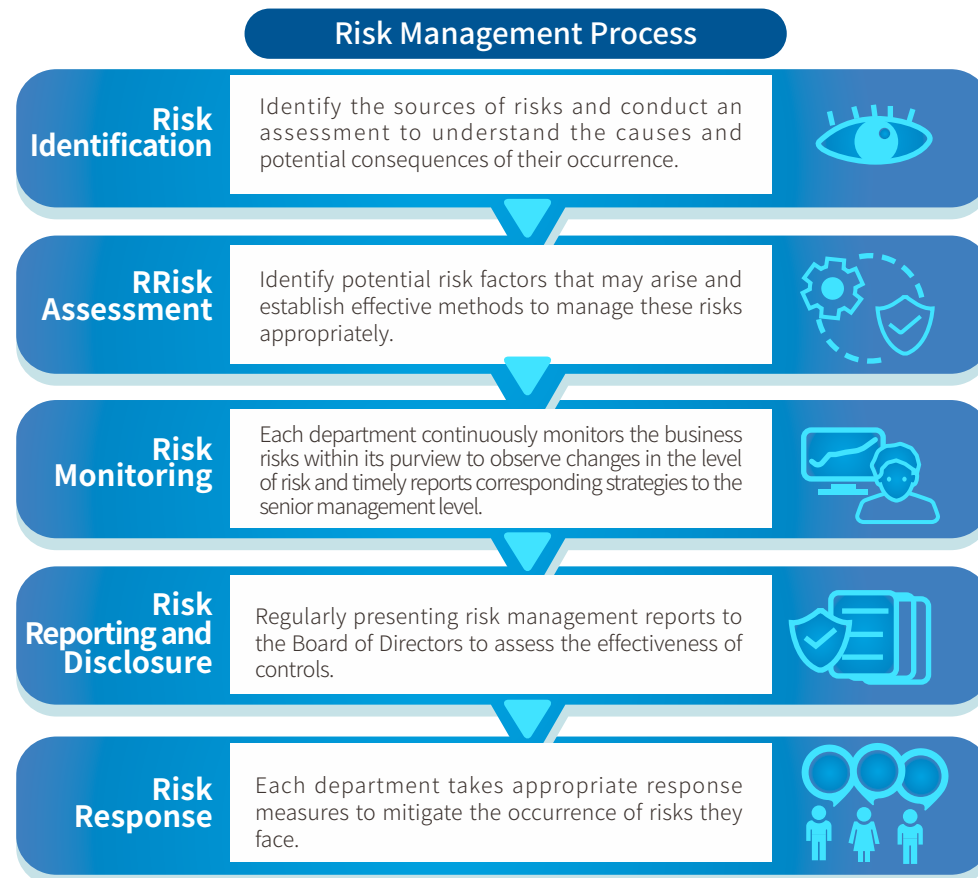 Risk Management Process
Risk
Identification
Identify the sources of risks and conduct an
assessment to understand the causes and
potential consequences of their occurrence.
RRisk
Assessment
Identify potential risk factors that may arise and
establish effective methods to manage these risks
appropriately.
Risk
Monitoring
Each department continuously monitors the business
risks within its purview to observe changes in the level
of risk and timely reports corresponding strategies to the
senior management level.
Risk
Reporting and
Disclosure
Regularly presenting risk management reports to
the Board of Directors to assess the effectiveness of
controls.
Risk
Response
Each department takes appropriate response
measures to mitigate the occurrence of risks they
face.